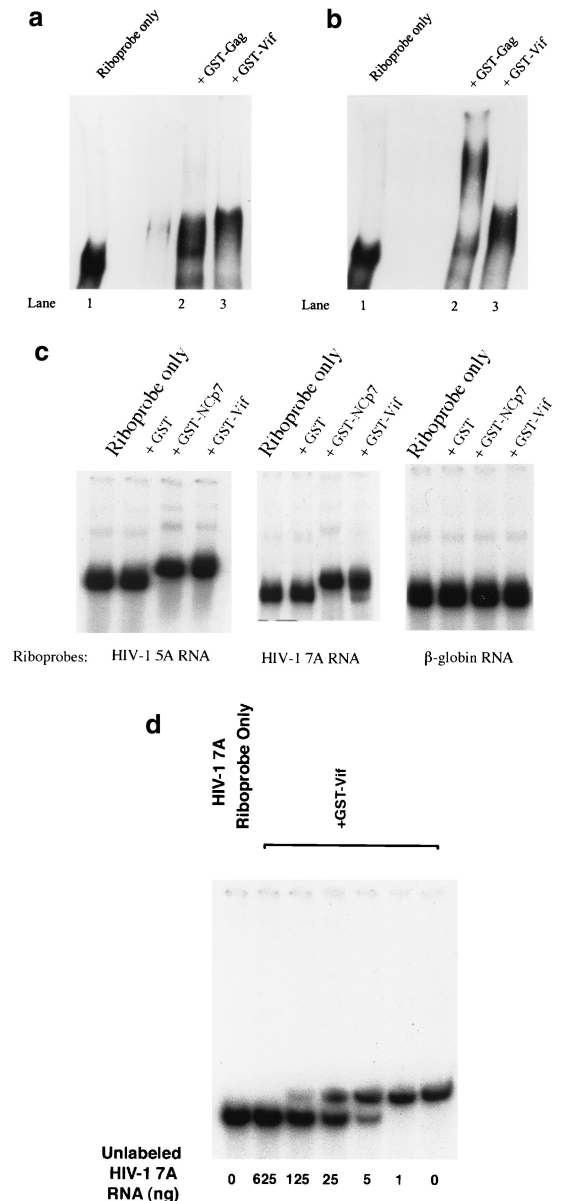 a
Riboprobe only
+ GST-Gag
+ GST-Vif
Lane 1 2 3
b
Riboprobe only
+ GST-Gag
+ GST-Vif
1 2 3
c
Riboprobe only
+ GST
+ GST-NCp7
+ GST-Vif
Riboprobe only
+ GST
+ GST-NCp7
+ GST-Vif
Riboprobe only
+ GST
+ GST-NCp7
+ GST-Vif
Riboprobes: HIV-1 5A RNA HIV-1 7A RNA β-globin RNA
d
HIV-1 7A
Riboprobe Only
+GST-Vif
Unlabeled
HIV-1 7A
RNA (ng)
0 625 125 25 5 1 0